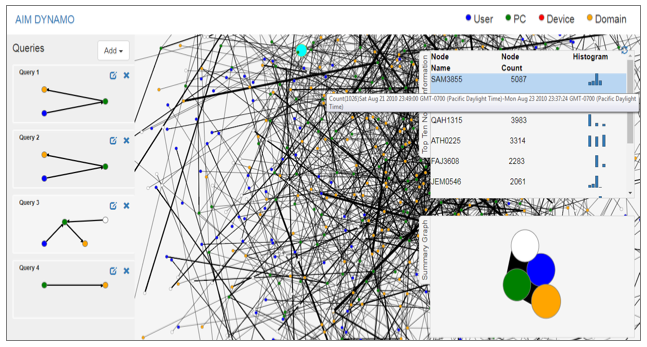 AIM DYNAMO
User PC Device Domain
Queries
Add
Query 1
Query 2
Query 3
Query 4
Top Ten No
formation
Node Name
Node Count
Histogram
SAM3855 5087
Count(1026)Sat Aug 21 2010 23:49:00 GMT-0700 (Pacific Daylight Time)-Mon Aug 23 2010 23:37:24 GMT-0700 (Pacific Daylight
Time)
QAH1315 3983
ATH0225 3314
FAJ3608 2283
JEM0546 2061
Summary Graph